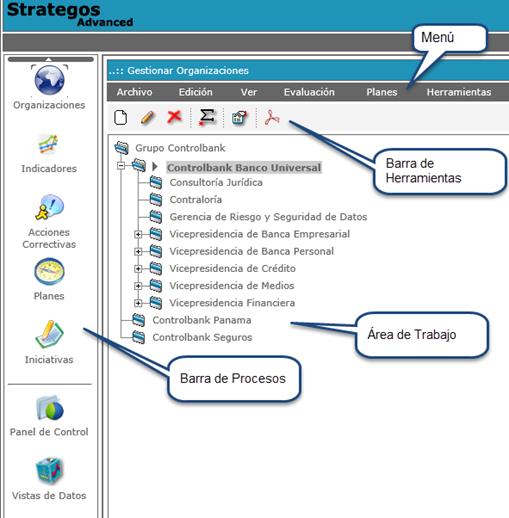 Strategos
Advanced
Menú
..:: Gestionar Organizaciones
Archivo Edición Ver Evaluación Planes Herramientas
Organizaciones
Indicadores
Acciones
Correctivas
Planes
Iniciativas
Panel de Control
Vistas de Datos
Grupo Controlbank
Controlbank Banco Universal
Consultoría Jurídica
Contraloría
Gerencia de Riesgo y Seguridad de Datos
Vicepresidencia de Banca Empresarial
Vicepresidencia de Banca Personal
Vicepresidencia de Crédito
Vicepresidencia de Medios
Vicepresidencia Financiera
Controlbank Panama
Controlbank Seguros
Barra de
Herramientas
Área de Trabajo
Barra de Procesos